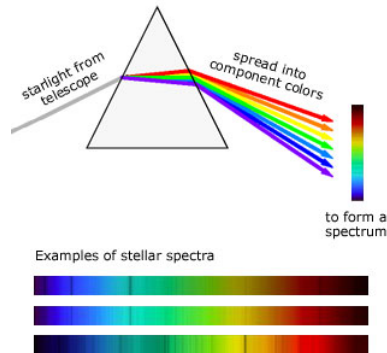 starlight from
telescope
spread into
component colors
to form a
spectrum
Examples of stellar spectra